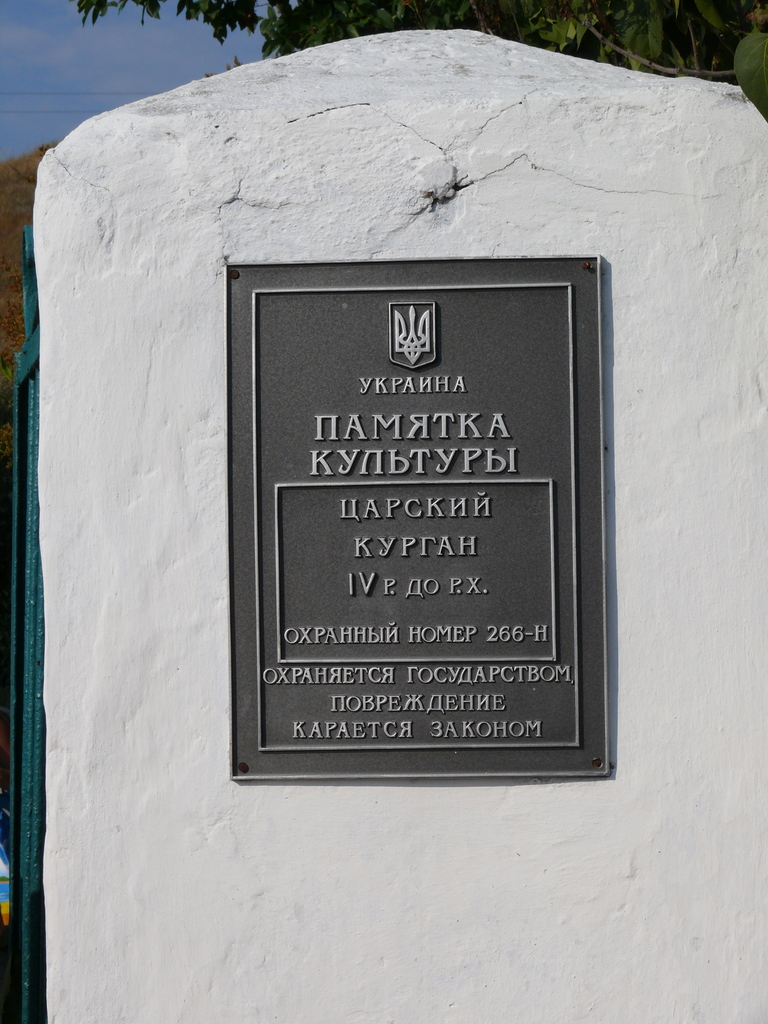 УКРАИНА
ПАМЯТКА
КУЛЬТУРЫ
ЦАРСКИЙ
КУРГАН
IV Р. ДО Р.Х.
ОХРАННЫЙ НОМЕР 266-Н
ОХРАНЯЕТСЯ ГОСУДАРСТВОМ,
ПОВРЕЖДЕНИЕ
КАРАЕТСЯ ЗАКОНОМ